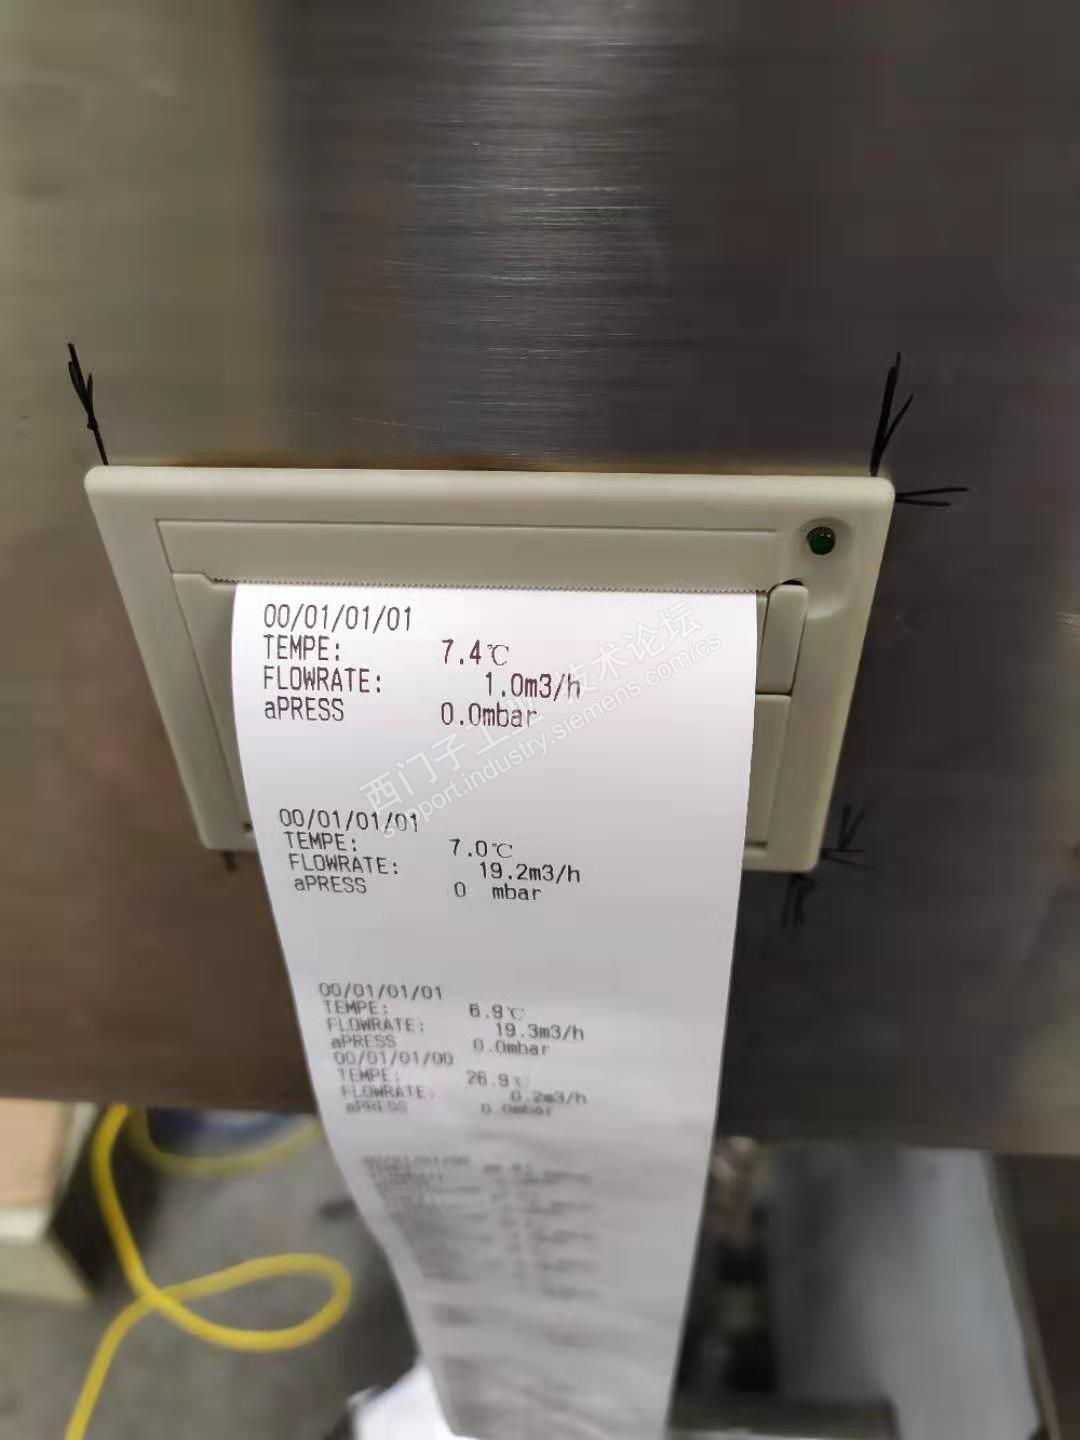 00/01/01/01
TEMPE: 7.4℃
FLOWRATE: 1.0m3/h
aPRESS 0.0mbar
00/01/01/01
TEMPE: 7.0℃
FLOWRATE: 19.2m3/h
aPRESS 0 mbar
00/01/01/01
TEMPE: 6.9℃
FLOWRATE: 19.3m3/h
aPRESS 0.0mbar
00/01/01/00
TEMPE: 26.9℃
FLOWRATE: 0.2m3/h
aPRESS 0.0mbar
西门子工业技术论坛
support.industry.siemens.com/cs